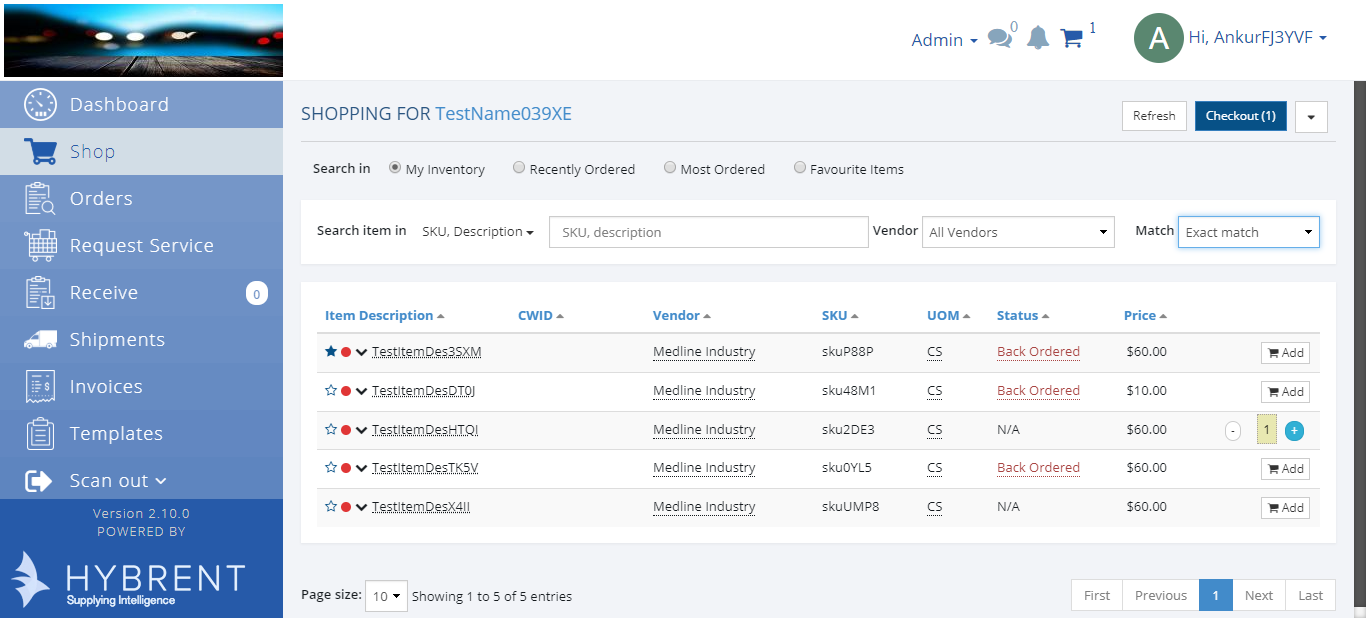 Admin 0 1 A Hi, AnkurFJ3YVF
Dashboard
Shop
Orders
Request Service
Receive 0
Shipments
Invoices
Templates
Scan out
Version 2.10.0
POWERED BY
HYBRENT
Supplying Intelligence
SHOPPING FOR TestName039XE Refresh Checkout (1)
Search in My Inventory Recently Ordered Most Ordered Favourite Items
Search item in SKU, Description SKU, description Vendor All Vendors Match Exact match
Item Description CWID Vendor SKU UOM Status Price
TestItemDes3SXM Medline Industry skuP88P CS Back Ordered $60.00 Add
TestItemDesDT0J Medline Industry sku48M1 CS Back Ordered $10.00 Add
TestItemDesHTQI Medline Industry sku2DE3 CS N/A $60.00 - 1 +
TestItemDesTK5V Medline Industry sku0YL5 CS Back Ordered $60.00 Add
TestItemDesX4II Medline Industry skuUMP8 CS N/A $60.00 Add
Page size: 10 Showing 1 to 5 of 5 entries First Previous 1 Next Last